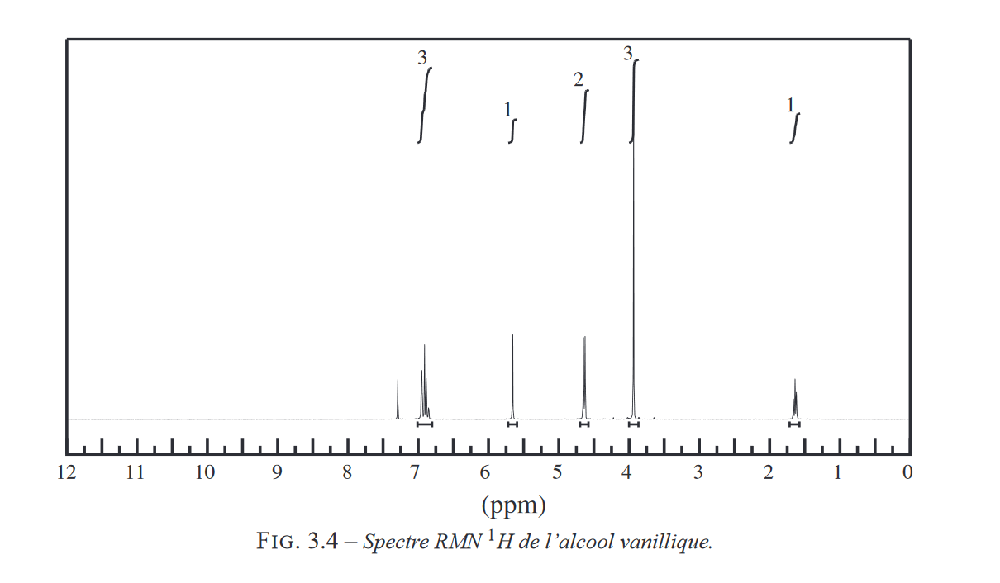 3 1 2 3 1
12 11 10 9 8 7 6 5 4 3 2 1 0
(ppm)
FIG. 3.4 – Spectre RMN ¹H de l’alcool vanillique.